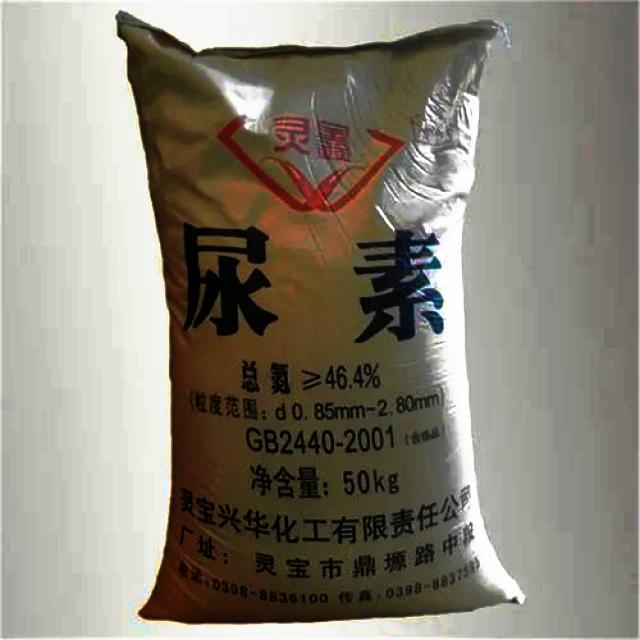 灵鑫
尿素
总氮≥46.4%
(粒度范围:d0.85mm-2.80mm)
GB2440-2001(合格品)
净含量:50kg
灵宝兴华化工有限责任公司
厂址:灵宝市鼎塬路中段
电话:0398-8836100 传真:0398-